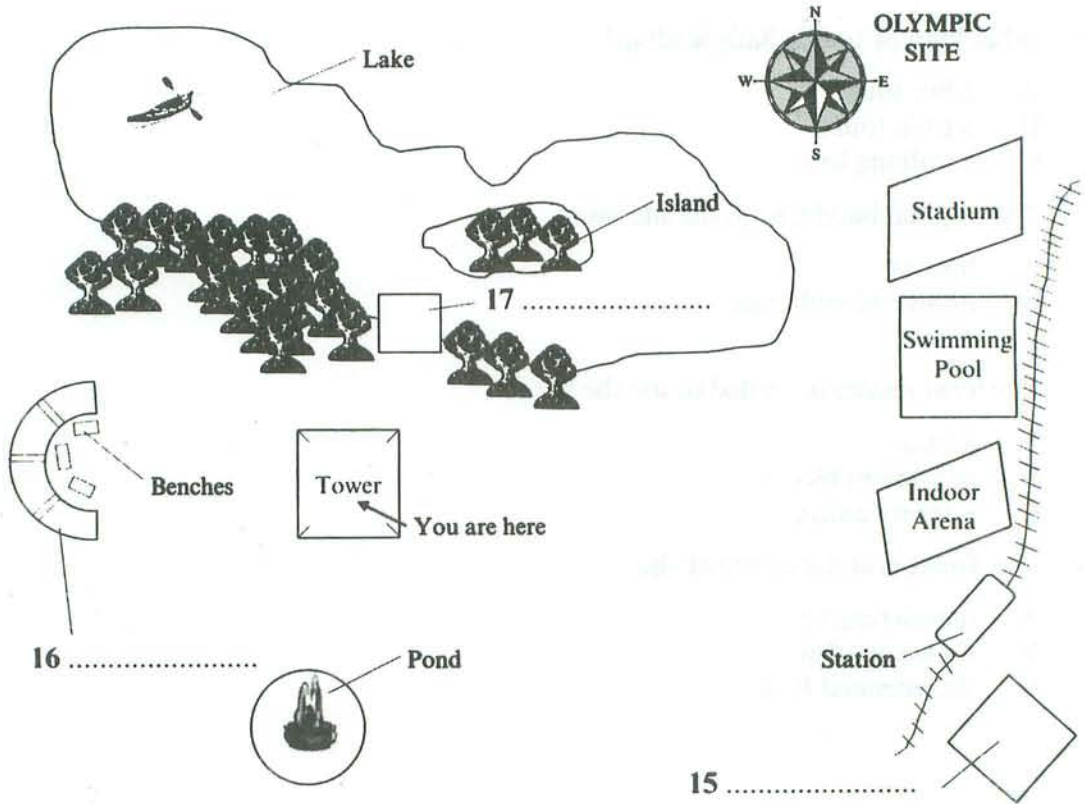 N
OLYMPIC
SITE
W
E
S
Lake
Island
Stadium
17 ........................
Swimming
Pool
Benches
Tower
You are here
Indoor
Arena
16 ........................
Pond
Station
15 ........................